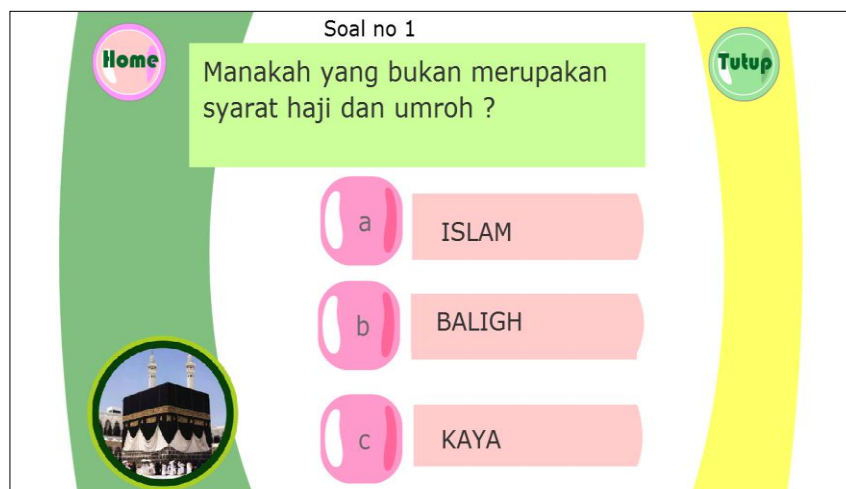 Soal no 1
Home
Manakah yang bukan merupakan
syarat haji dan umroh ?
Tutup
a
ISLAM
b
BALIGH
c
KAYA